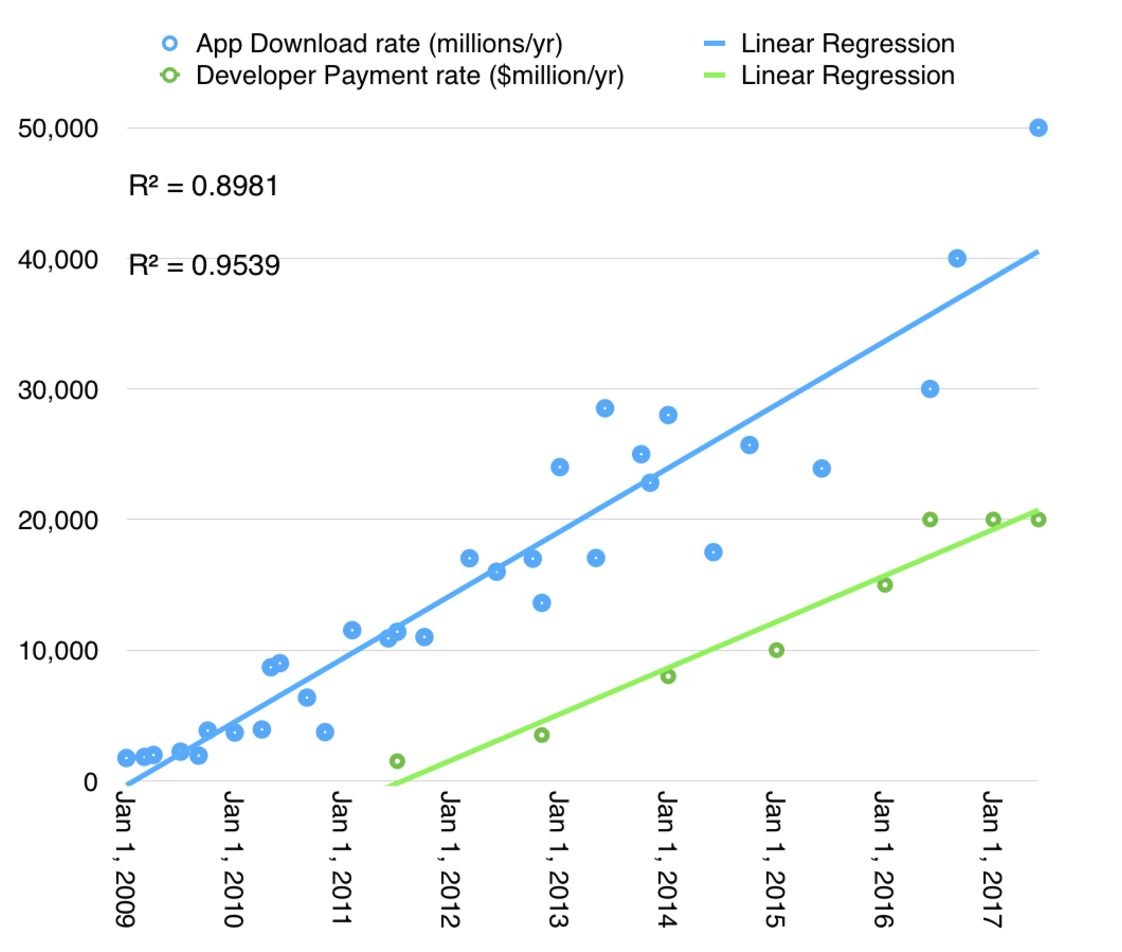 App Download rate (millions/yr) Linear Regression
Developer Payment rate ($million/yr) Linear Regression
50,000
R² = 0.8981
40,000
R² = 0.9539
30,000
20,000
10,000
0
Jan 1, 2009
Jan 1, 2010
Jan 1, 2011
Jan 1, 2012
Jan 1, 2013
Jan 1, 2014
Jan 1, 2015
Jan 1, 2016
Jan 1, 2017